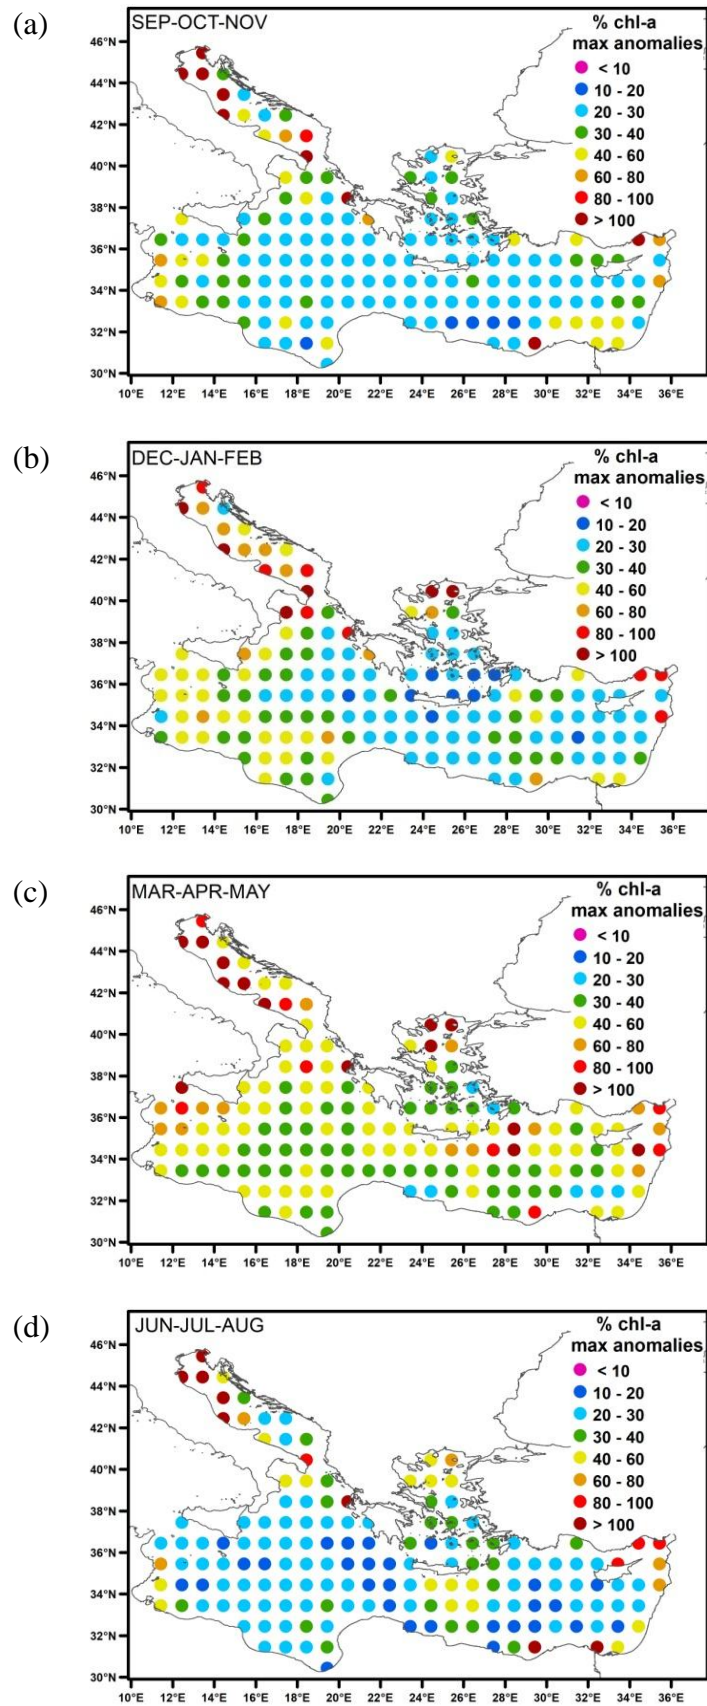 (a)
SEP-OCT-NOV
% chl-a
max anomalies
< 10
10 - 20
20 - 30
30 - 40
40 - 60
60 - 80
80 - 100
> 100
46°N
44°N
42°N
40°N
38°N
36°N
34°N
32°N
30°N
10°E 12°E 14°E 16°E 18°E 20°E 22°E 24°E 26°E 28°E 30°E 32°E 34°E 36°E
(b)
DEC-JAN-FEB
% chl-a
max anomalies
< 10
10 - 20
20 - 30
30 - 40
40 - 60
60 - 80
80 - 100
> 100
46°N
44°N
42°N
40°N
38°N
36°N
34°N
32°N
30°N
10°E 12°E 14°E 16°E 18°E 20°E 22°E 24°E 26°E 28°E 30°E 32°E 34°E 36°E
(c)
MAR-APR-MAY
% chl-a
max anomalies
< 10
10 - 20
20 - 30
30 - 40
40 - 60
60 - 80
80 - 100
> 100
46°N
44°N
42°N
40°N
38°N
36°N
34°N
32°N
30°N
10°E 12°E 14°E 16°E 18°E 20°E 22°E 24°E 26°E 28°E 30°E 32°E 34°E 36°E
(d)
JUN-JUL-AUG
% chl-a
max anomalies
< 10
10 - 20
20 - 30
30 - 40
40 - 60
60 - 80
80 - 100
> 100
46°N
44°N
42°N
40°N
38°N
36°N
34°N
32°N
30°N
10°E 12°E 14°E 16°E 18°E 20°E 22°E 24°E 26°E 28°E 30°E 32°E 34°E 36°E